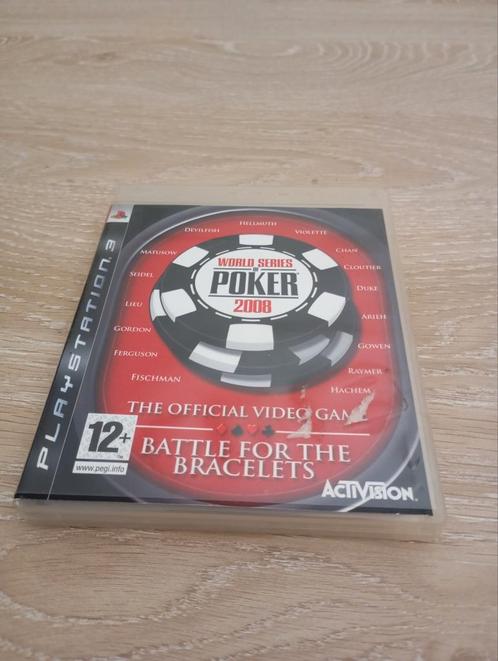 PLAYSTATION 3
HELLMUTH
DEVILFISH
VIOLETTE
MATUSOW
CHAN
SEIDEL
CLOUTIER
LIEU
DUKE
GORDON
ARIEH
FERGUSON
GOWEN
FISCHMAN
RAYMER
HACHEM
WORLD SERIES
OF
POKER
2008
THE OFFICIAL VIDEO GAME
BATTLE FOR THE
BRACELETS
12+
www.pegi.info
ACTIVISION